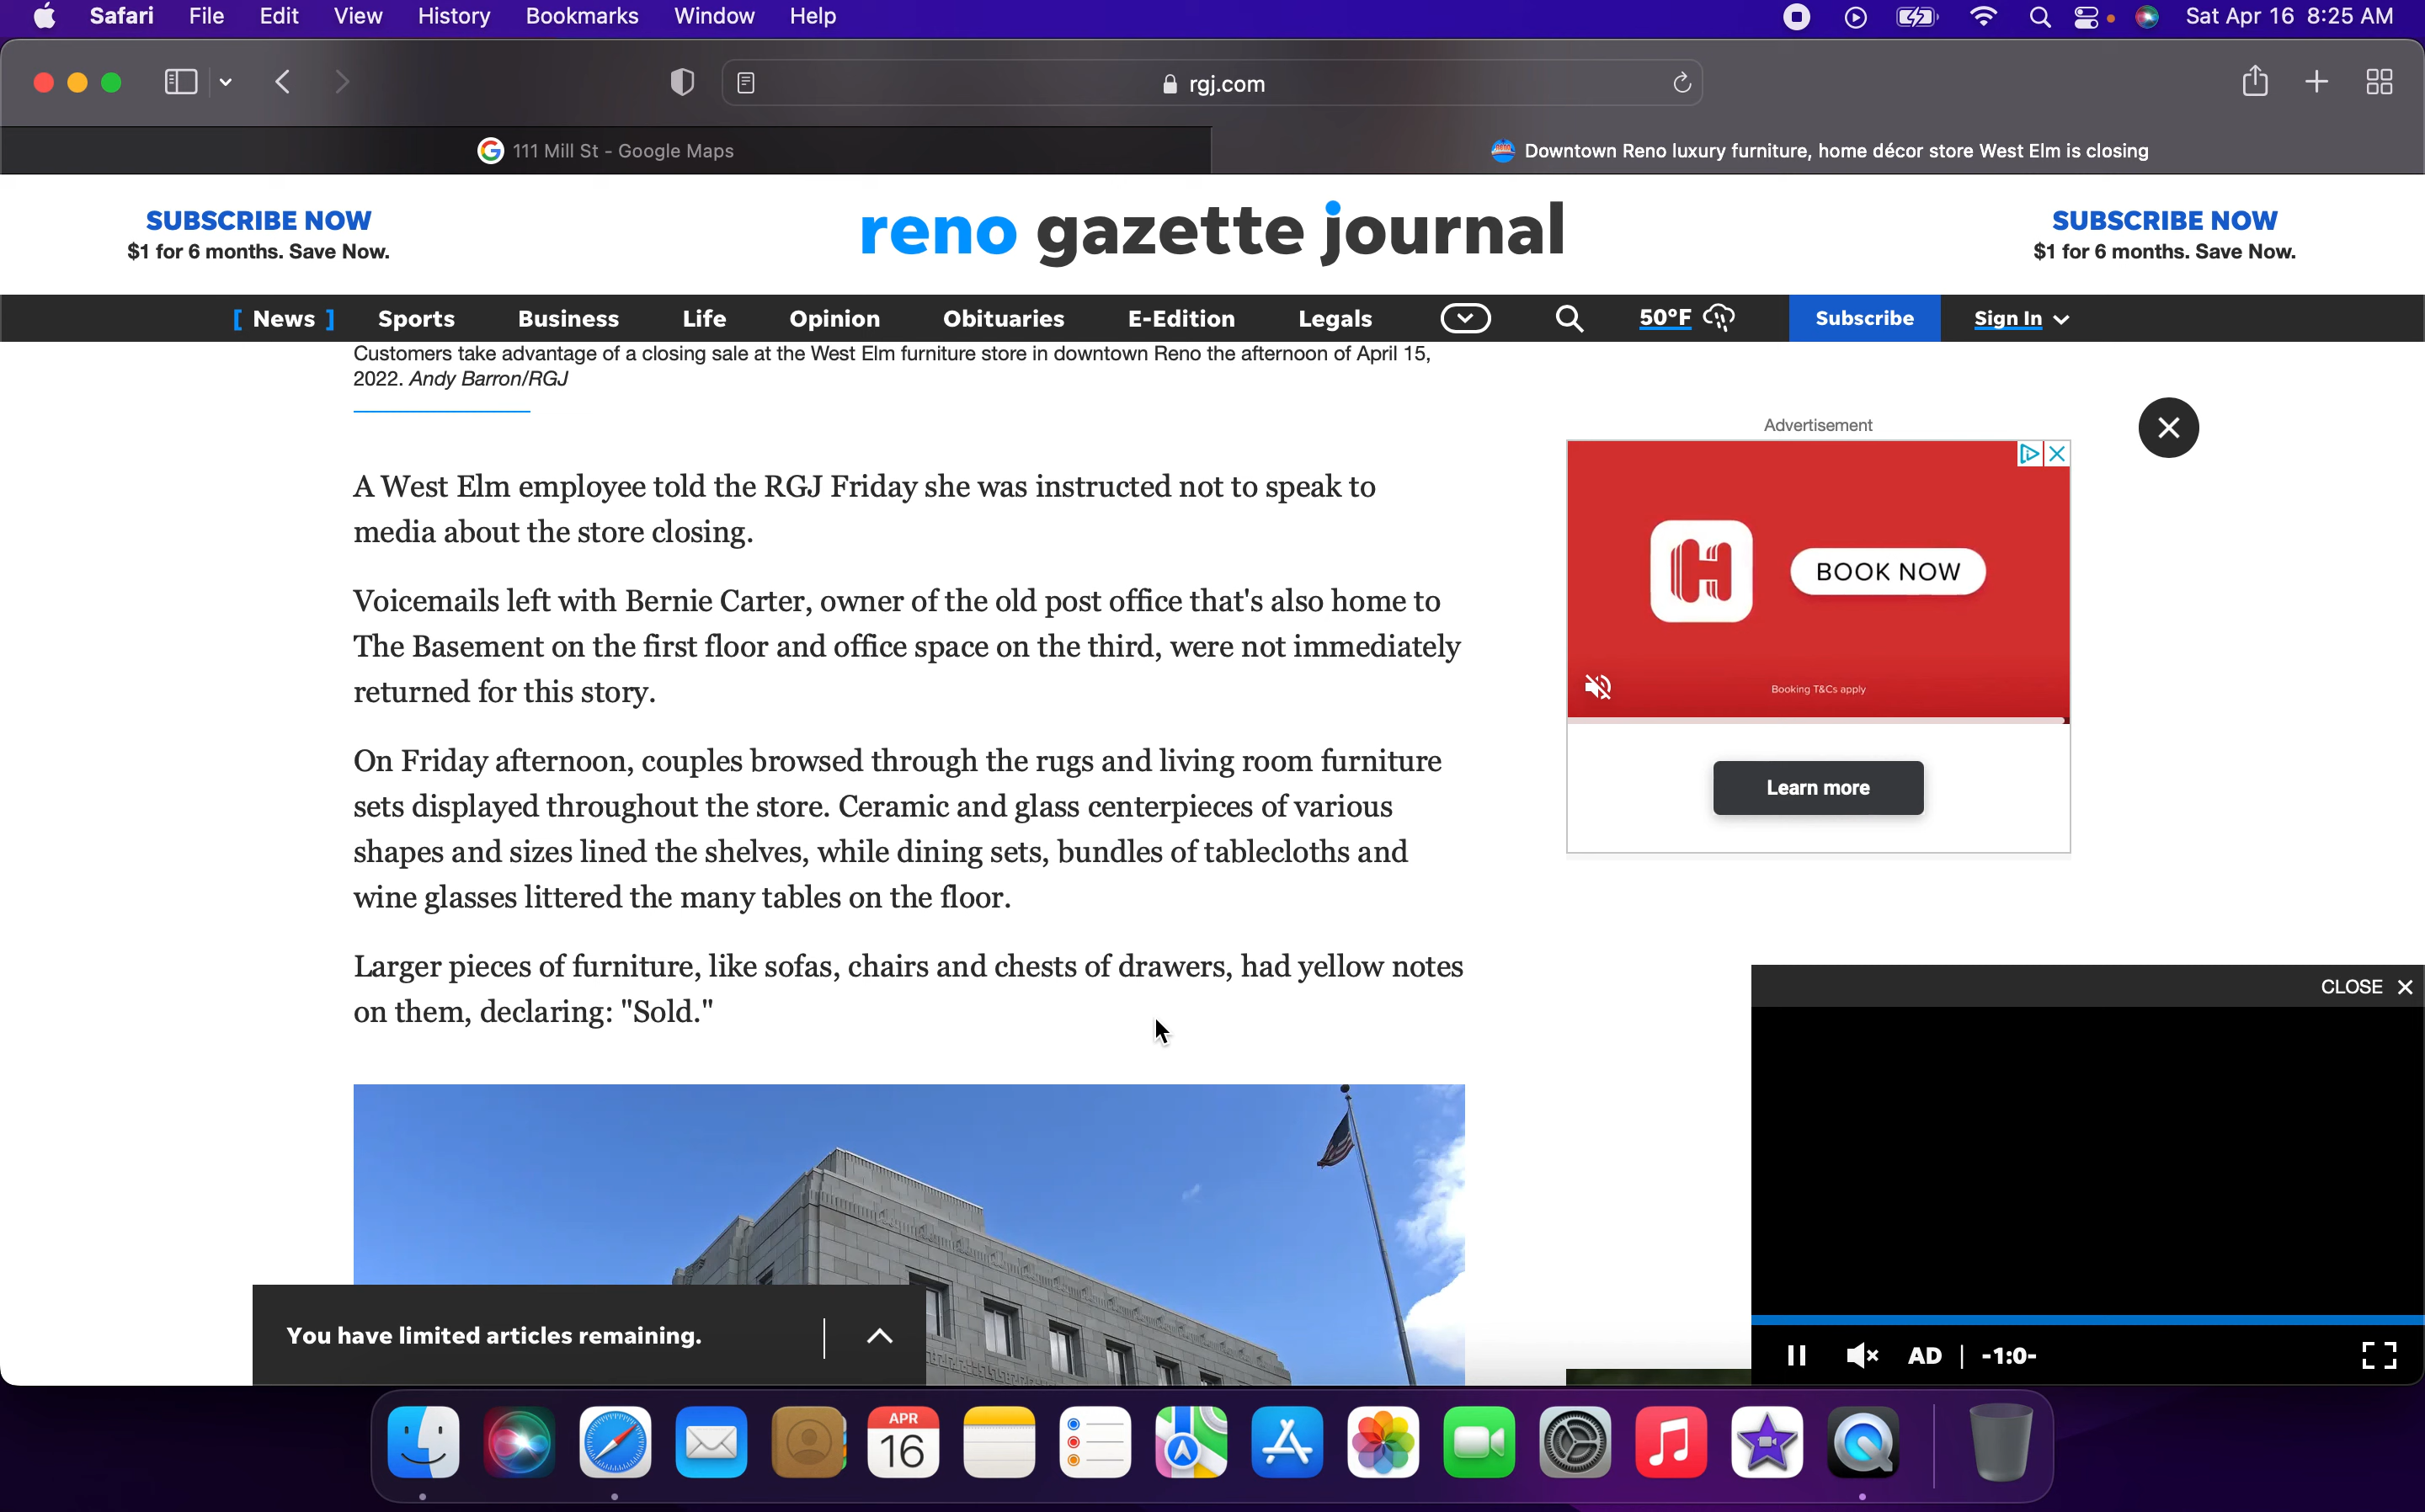 Safari File Edit View History Bookmarks Window Help Sat Apr 16 8:25 AM
rgj.com
111 Mill St - Google Maps Downtown Reno luxury furniture, home décor store West Elm is closing
SUBSCRIBE NOW
$1 for 6 months. Save Now.
reno gazette journal
SUBSCRIBE NOW
$1 for 6 months. Save Now.
[ News ] Sports Business Life Opinion Obituaries E-Edition Legals 50°F Subscribe Sign In
Customers take advantage of a closing sale at the West Elm furniture store in downtown Reno the afternoon of April 15,
2022. Andy Barron/RGJ
A West Elm employee told the RGJ Friday she was instructed not to speak to
media about the store closing.
Voicemails left with Bernie Carter, owner of the old post office that's also home to
The Basement on the first floor and office space on the third, were not immediately
returned for this story.
On Friday afternoon, couples browsed through the rugs and living room furniture
sets displayed throughout the store. Ceramic and glass centerpieces of various
shapes and sizes lined the shelves, while dining sets, bundles of tablecloths and
wine glasses littered the many tables on the floor.
Larger pieces of furniture, like sofas, chairs and chests of drawers, had yellow notes
on them, declaring: "Sold."
Advertisement
H BOOK NOW
Booking T&Cs apply
Learn more
CLOSE
AD | -1:0-
You have limited articles remaining.
APR
16